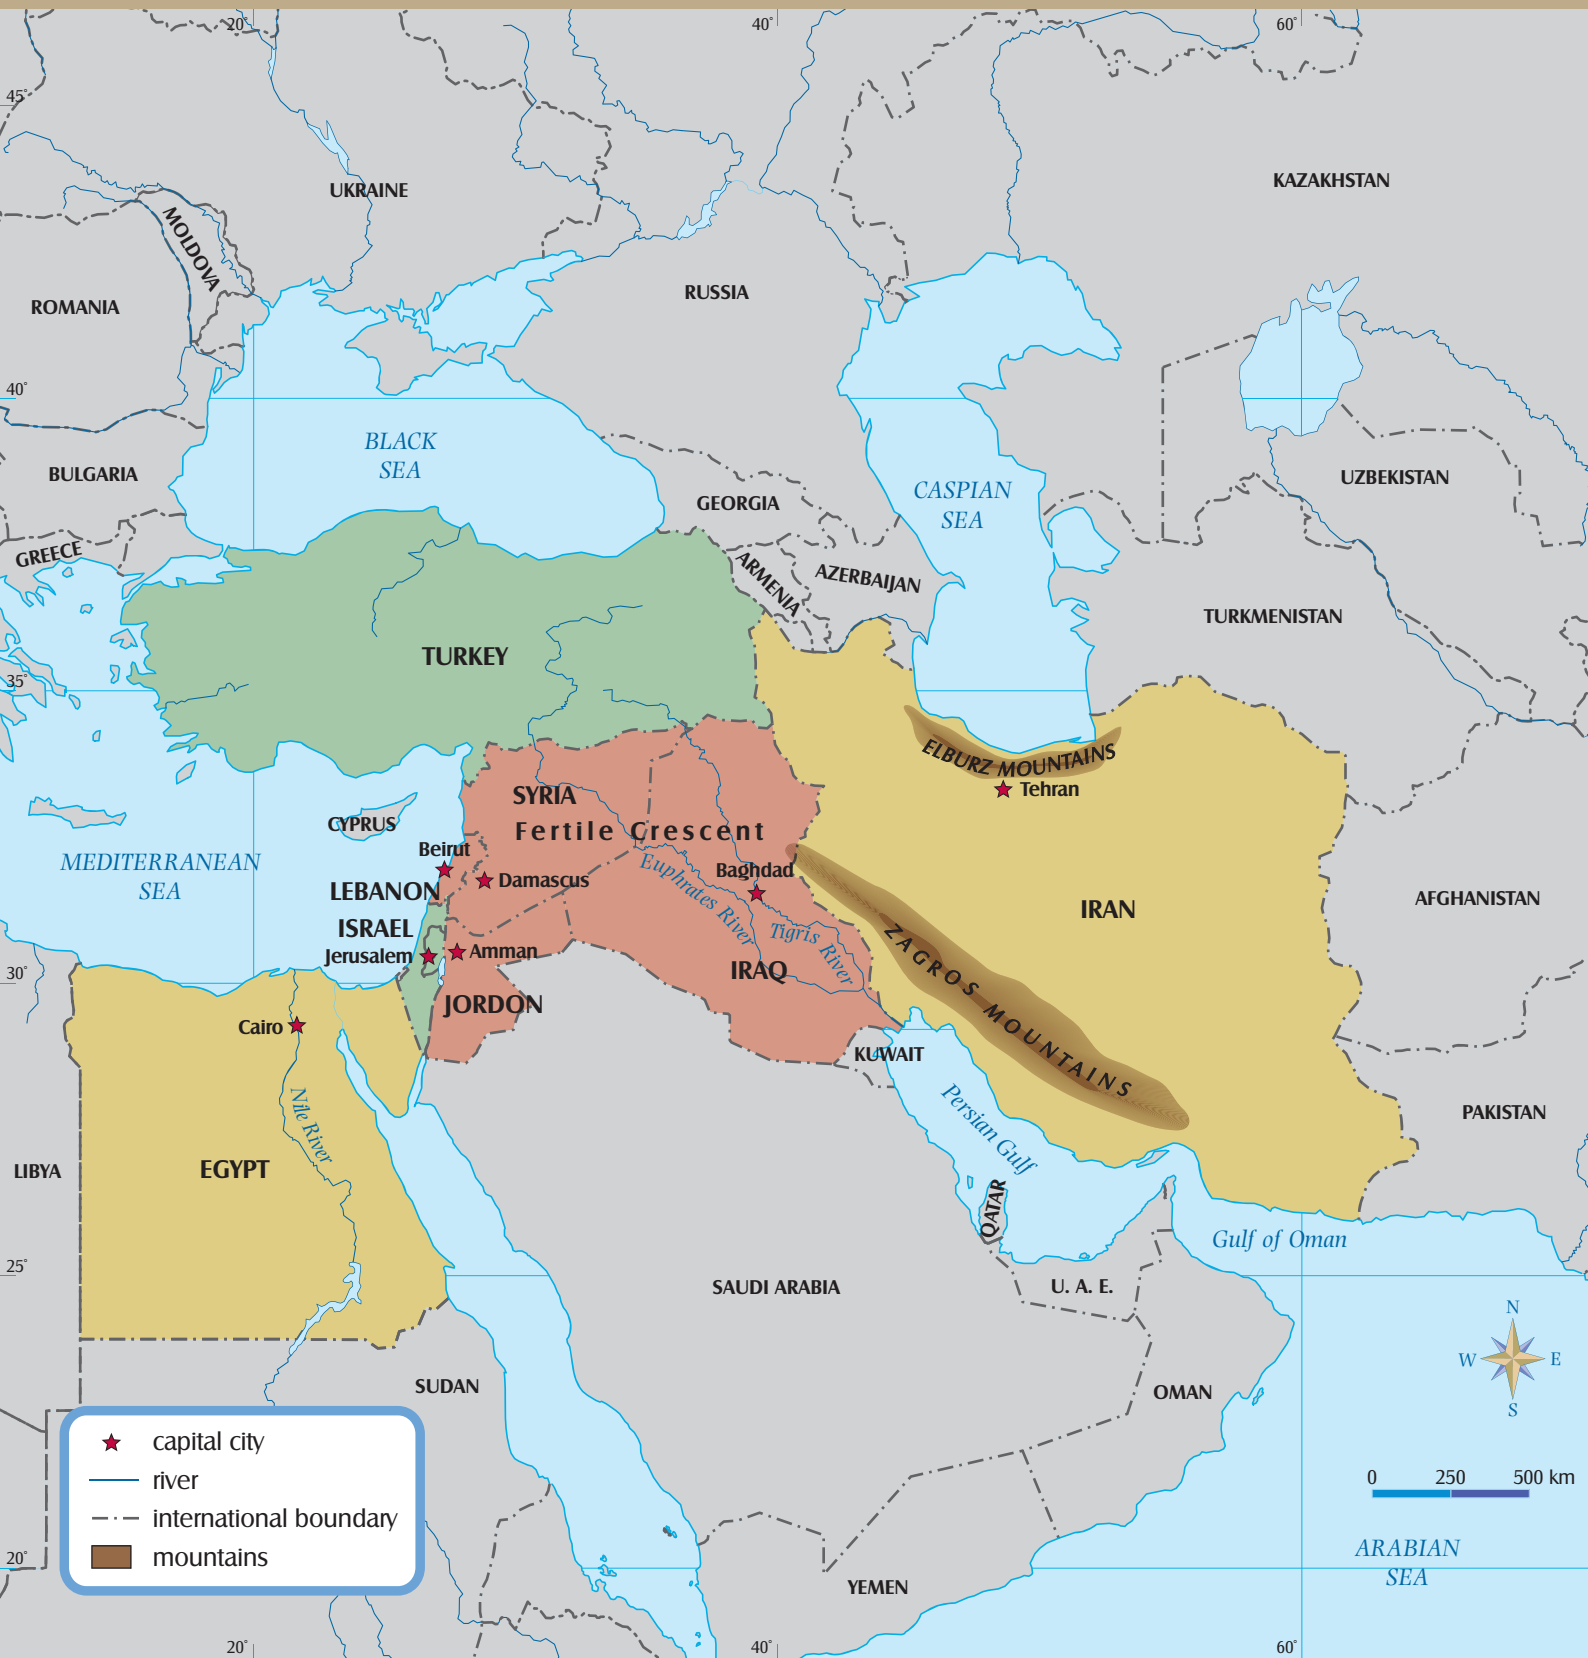 20°
40°
60°
45°
UKRAINE
KAZAKHSTAN
MOLDOVA
ROMANIA
RUSSIA
40°
BLACK
SEA
BULGARIA
UZBEKISTAN
CASPIAN
SEA
GEORGIA
GREECE
ARMENIA
AZERBAIJAN
TURKMENISTAN
TURKEY
35°
ELBURZ MOUNTAINS
Tehran
SYRIA
CYPRUS
Fertile Crescent
Beirut
MEDITERRANEAN
SEA
Euphrates River
Baghdad
Damascus
LEBANON
AFGHANISTAN
IRAN
ISRAEL
Tigris River
ZAGROS MOUNTAINS
Jerusalem
Amman
30°
IRAQ
JORDON
Cairo
KUWAIT
Nile River
Persian Gulf
PAKISTAN
LIBYA
EGYPT
QATAR
Gulf of Oman
25°
SAUDI ARABIA
U. A. E.
N
W
E
S
SUDAN
OMAN
capital city
river
international boundary
mountains
0 250 500 km
20°
ARABIAN
SEA
YEMEN
20°
40°
60°